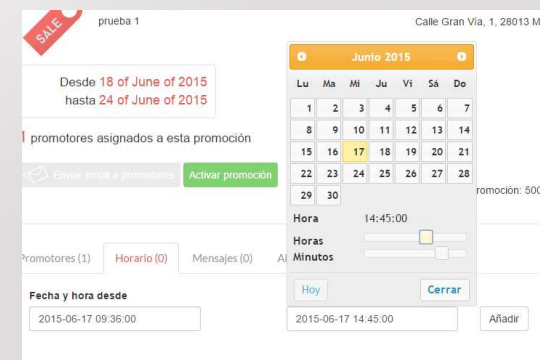 SALE
prueba 1
Calle Gran Vía, 1, 28013 M
Desde 18 of June of 2015
hasta 24 of June of 2015
1 promotores asignados a esta promoción
Enviar email a promotores
Activar promoción
romoción: 500
Promotores (1)
Horario (0)
Mensajes (0)
Al
Fecha y hora desde
2015-06-17 09:36:00
Junio 2015
Lu Ma Mi Ju Vi Sá Do
1 2 3 4 5 6 7
8 9 10 11 12 13 14
15 16 17 18 19 20 21
22 23 24 25 26 27 28
29 30
Hora 14:45:00
Horas
Minutos
Hoy
Cerrar
2015-06-17 14:45:00
Añadir